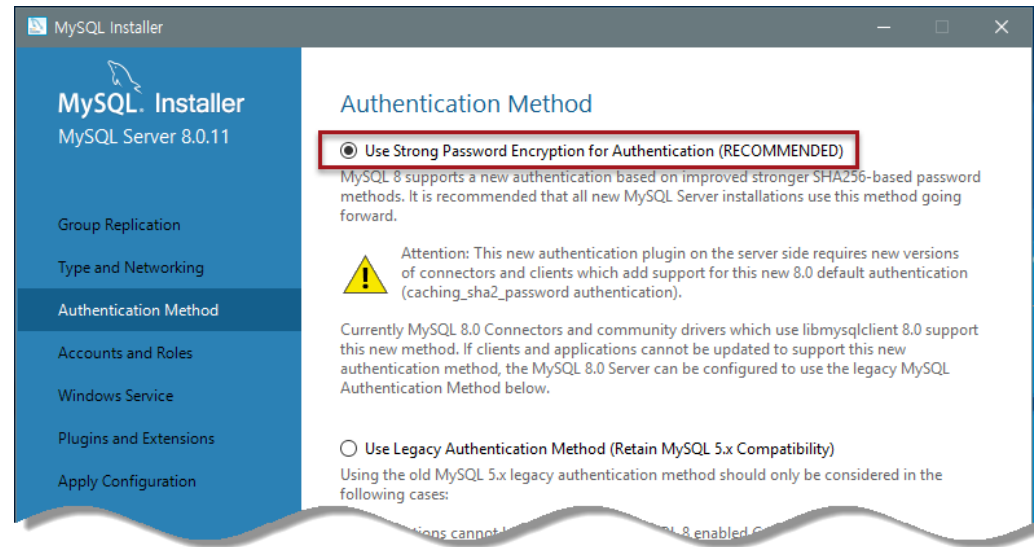 MySQL Installer
MySQL. Installer
MySQL Server 8.0.11
Group Replication
Type and Networking
Authentication Method
Accounts and Roles
Windows Service
Plugins and Extensions
Apply Configuration
Authentication Method
Use Strong Password Encryption for Authentication (RECOMMENDED)
MySQL 8 supports a new authentication based on improved stronger SHA256-based password
methods. It is recommended that all new MySQL Server installations use this method going
forward.
Attention: This new authentication plugin on the server side requires new versions
of connectors and clients which add support for this new 8.0 default authentication
(caching_sha2_password authentication).
Currently MySQL 8.0 Connectors and community drivers which use libmysqlclient 8.0 support
this new method. If clients and applications cannot be updated to support this new
authentication method, the MySQL 8.0 Server can be configured to use the legacy MySQL
Authentication Method below.
Use Legacy Authentication Method (Retain MySQL 5.x Compatibility)
Using the old MySQL 5.x legacy authentication method should only be considered in the
following cases:
8 enabled